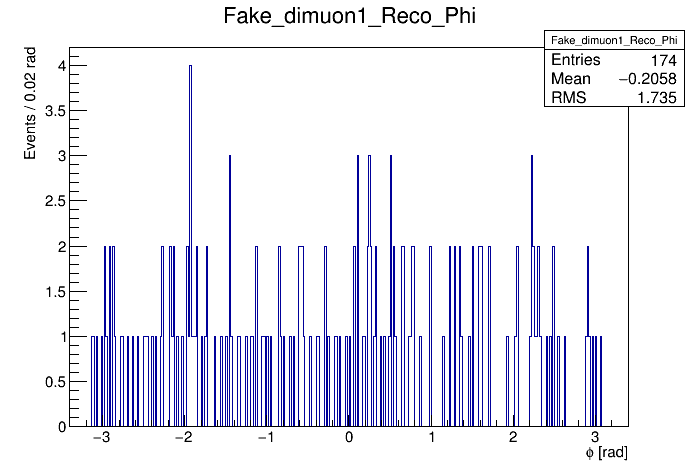 Fake_dimuon1_Reco_Phi
Fake_dimuon1_Reco_Phi
Entries 174
Mean −0.2058
RMS 1.735
Events / 0.02 rad
4
3.5
3
2.5
2
1.5
1
0.5
0
−3 −2 −1 0 1 2 3
ϕ [rad]